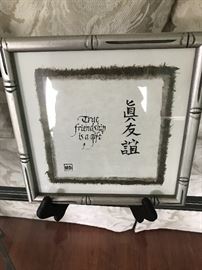 True
friendship
is a gift
眞
友
誼